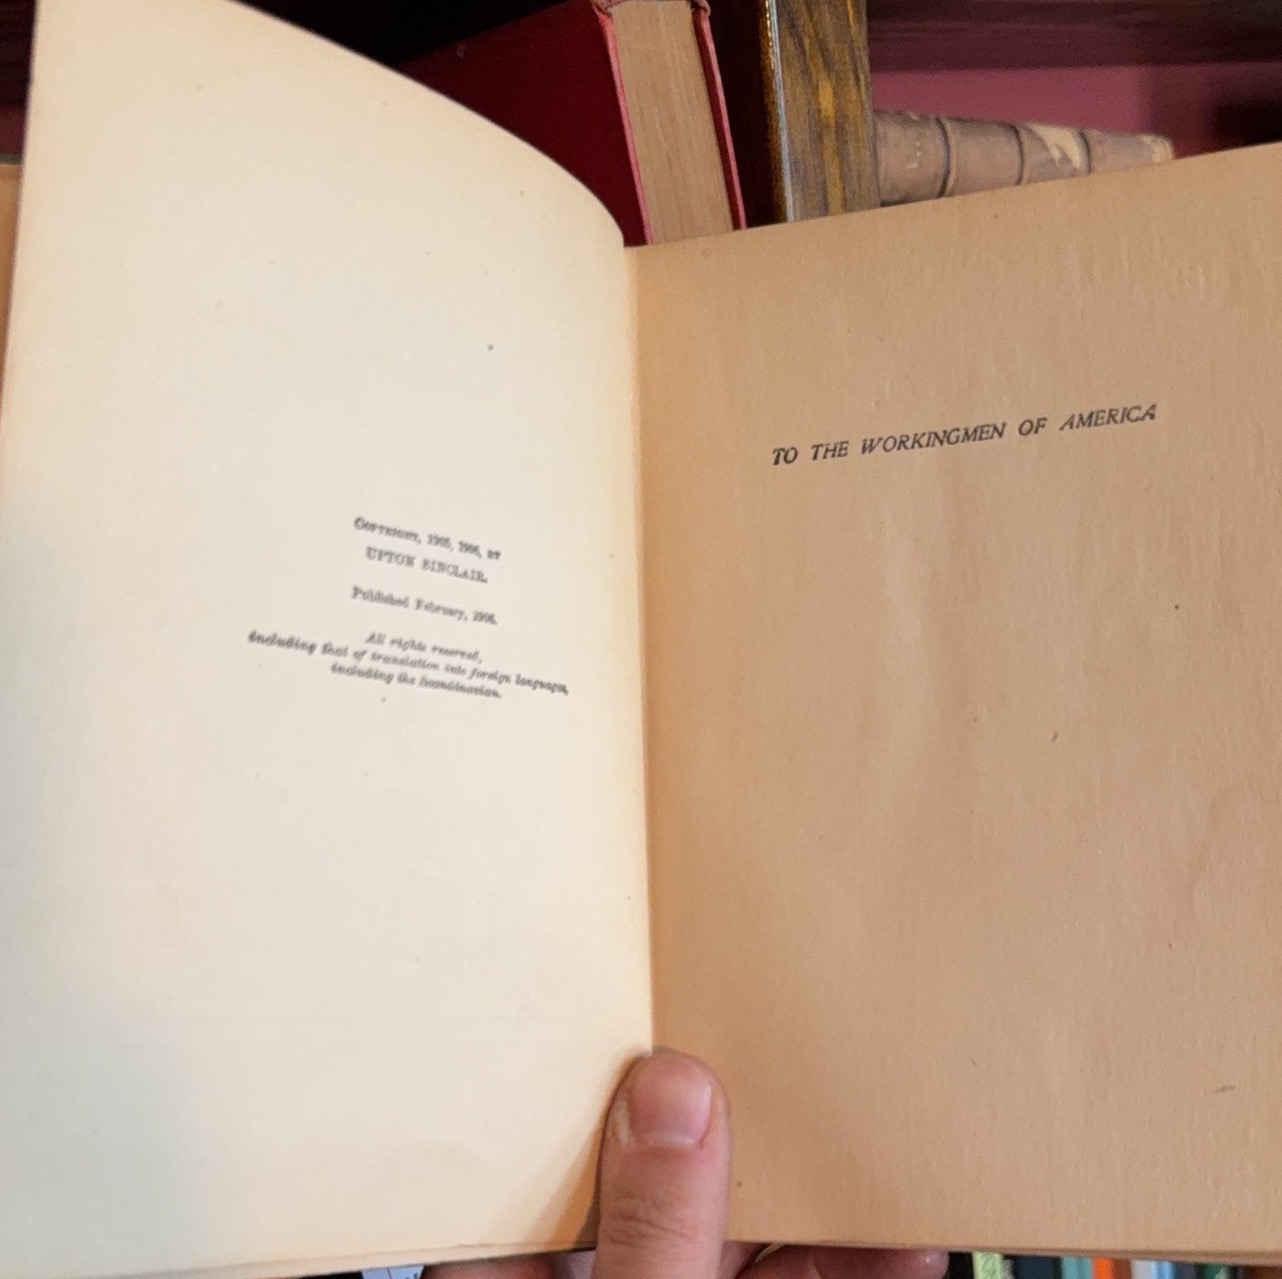 COPYRIGHT, 1905, 1906, BY
UPTON SINCLAIR.
Published February, 1906.
All rights reserved,
including that of translation into foreign languages,
including the Scandinavian.
TO THE WORKINGMEN OF AMERICA